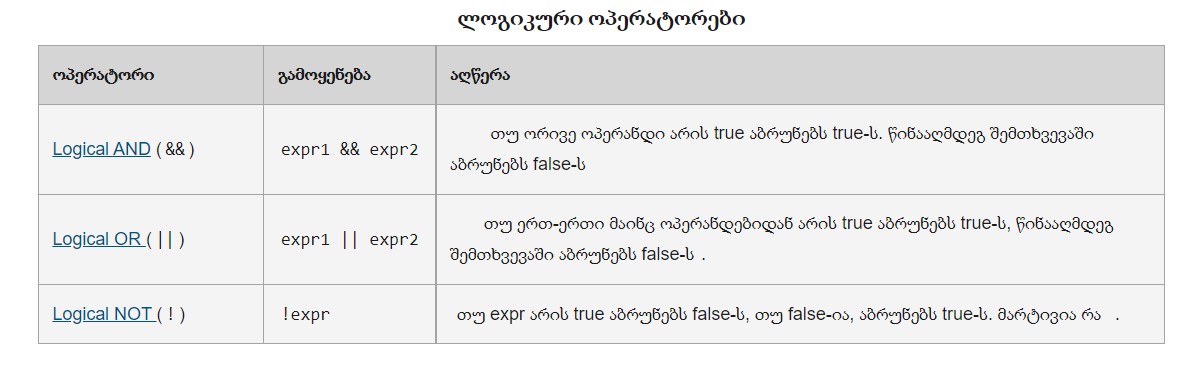 ლოგიკური ოპერატორები
ოპერატორი გამოყენება აღწერა
Logical AND ( && ) expr1 && expr2 თუ ორივე ოპერანდი არის true აბრუნებს true-ს. წინააღმდეგ შემთხვევაში
აბრუნებს false-ს
Logical OR ( || ) expr1 || expr2 თუ ერთ-ერთი მაინც ოპერანდებიდან არის true აბრუნებს true-ს, წინააღმდეგ
შემთხვევაში აბრუნებს false-ს .
Logical NOT ( ! ) !expr თუ expr არის true აბრუნებს false-ს, თუ false-ია, აბრუნებს true-ს. მარტივია რა .